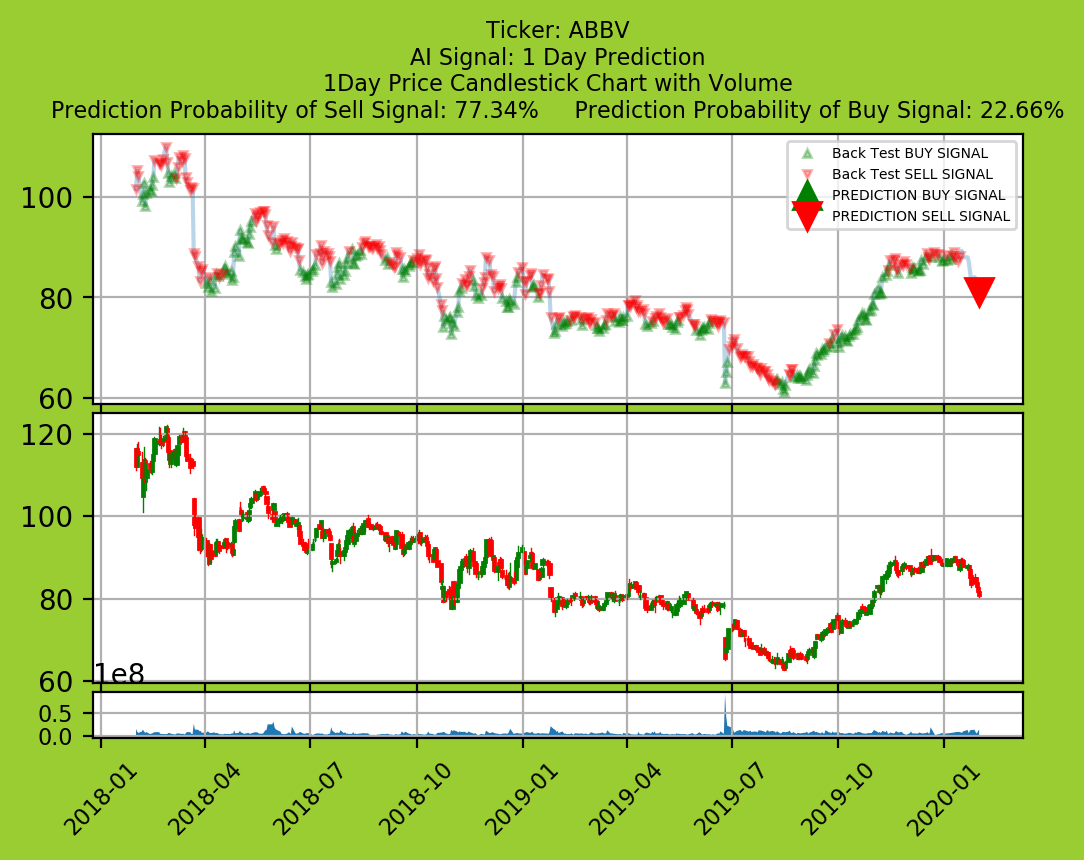 Ticker: ABBV
AI Signal: 1 Day Prediction
1Day Price Candlestick Chart with Volume
Prediction Probability of Sell Signal: 77.34% Prediction Probability of Buy Signal: 22.66%
Back Test BUY SIGNAL
Back Test SELL SIGNAL
PREDICTION BUY SIGNAL
PREDICTION SELL SIGNAL
100
80
60
120
100
80
60
1e8
0.5
0.0
2018-01
2018-04
2018-07
2018-10
2019-01
2019-04
2019-07
2019-10
2020-01